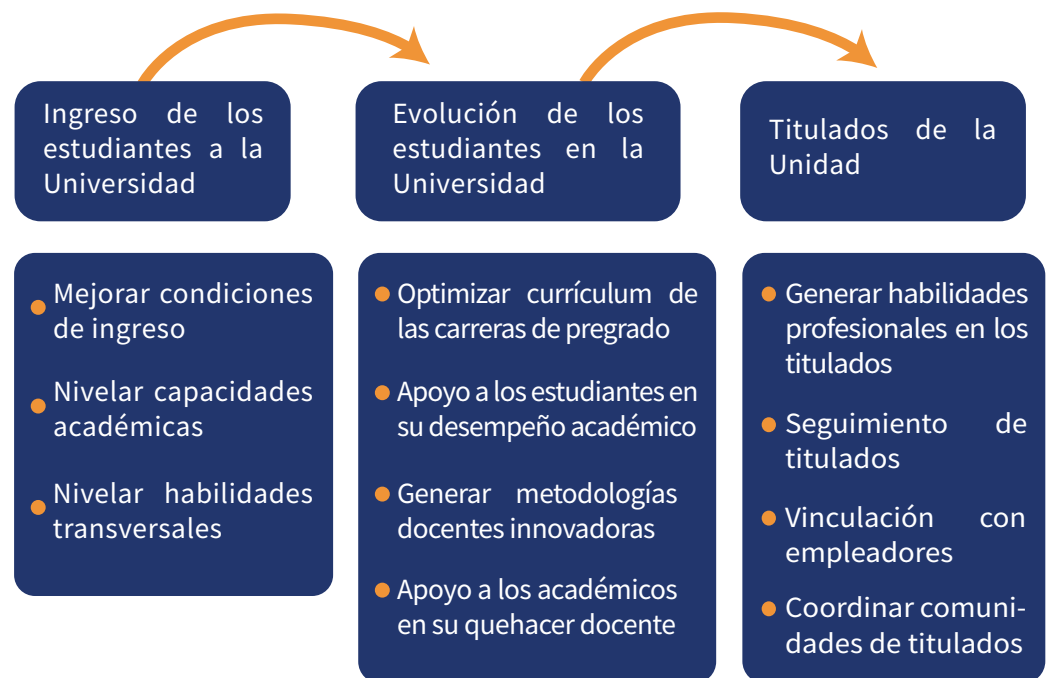 Ingreso de los
estudiantes a la
Universidad
Evolución de los
estudiantes en la
Universidad
Titulados de la
Unidad
Mejorar condiciones
de ingreso
Nivelar capacidades
académicas
Nivelar habilidades
transversales
Optimizar currículum de
las carreras de pregrado
Apoyo a los estudiantes en
su desempeño académico
Generar metodologías
docentes innovadoras
Apoyo a los académicos
en su quehacer docente
Generar habilidades
profesionales en los
titulados
Seguimiento de
titulados
Vinculación con
empleadores
Coordinar comuni-
dades de titulados